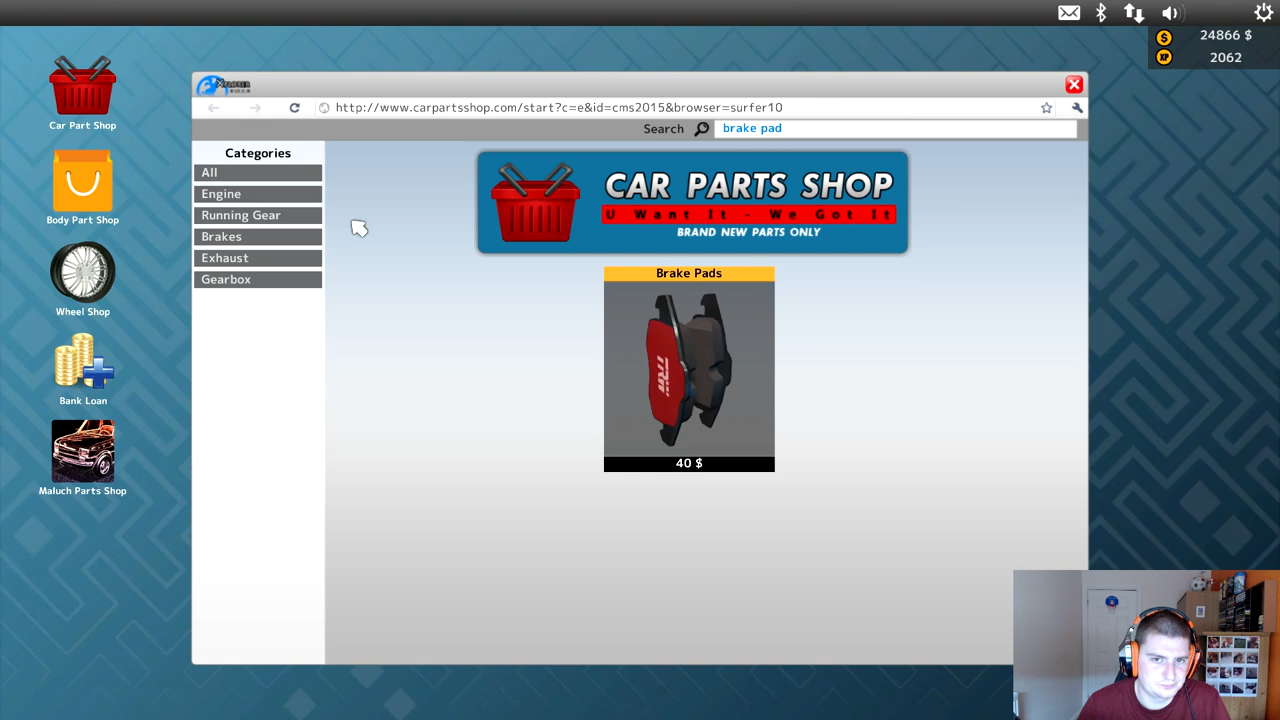 24866 $
2062
Car Part Shop
Body Part Shop
Wheel Shop
Bank Loan
Maluch Parts Shop
http://www.carpartsshop.com/start?c=e&id=cms2015&browser=surfer10
Search brake pad
Categories
All
Engine
Running Gear
Brakes
Exhaust
Gearbox
CAR PARTS SHOP
U Want It - We Got It
BRAND NEW PARTS ONLY
Brake Pads
TRW
40 $